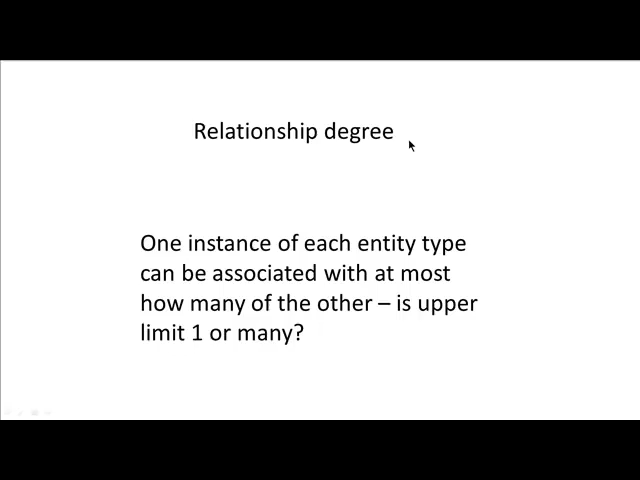 Relationship degree
One instance of each entity type
can be associated with at most
how many of the other – is upper
limit 1 or many?